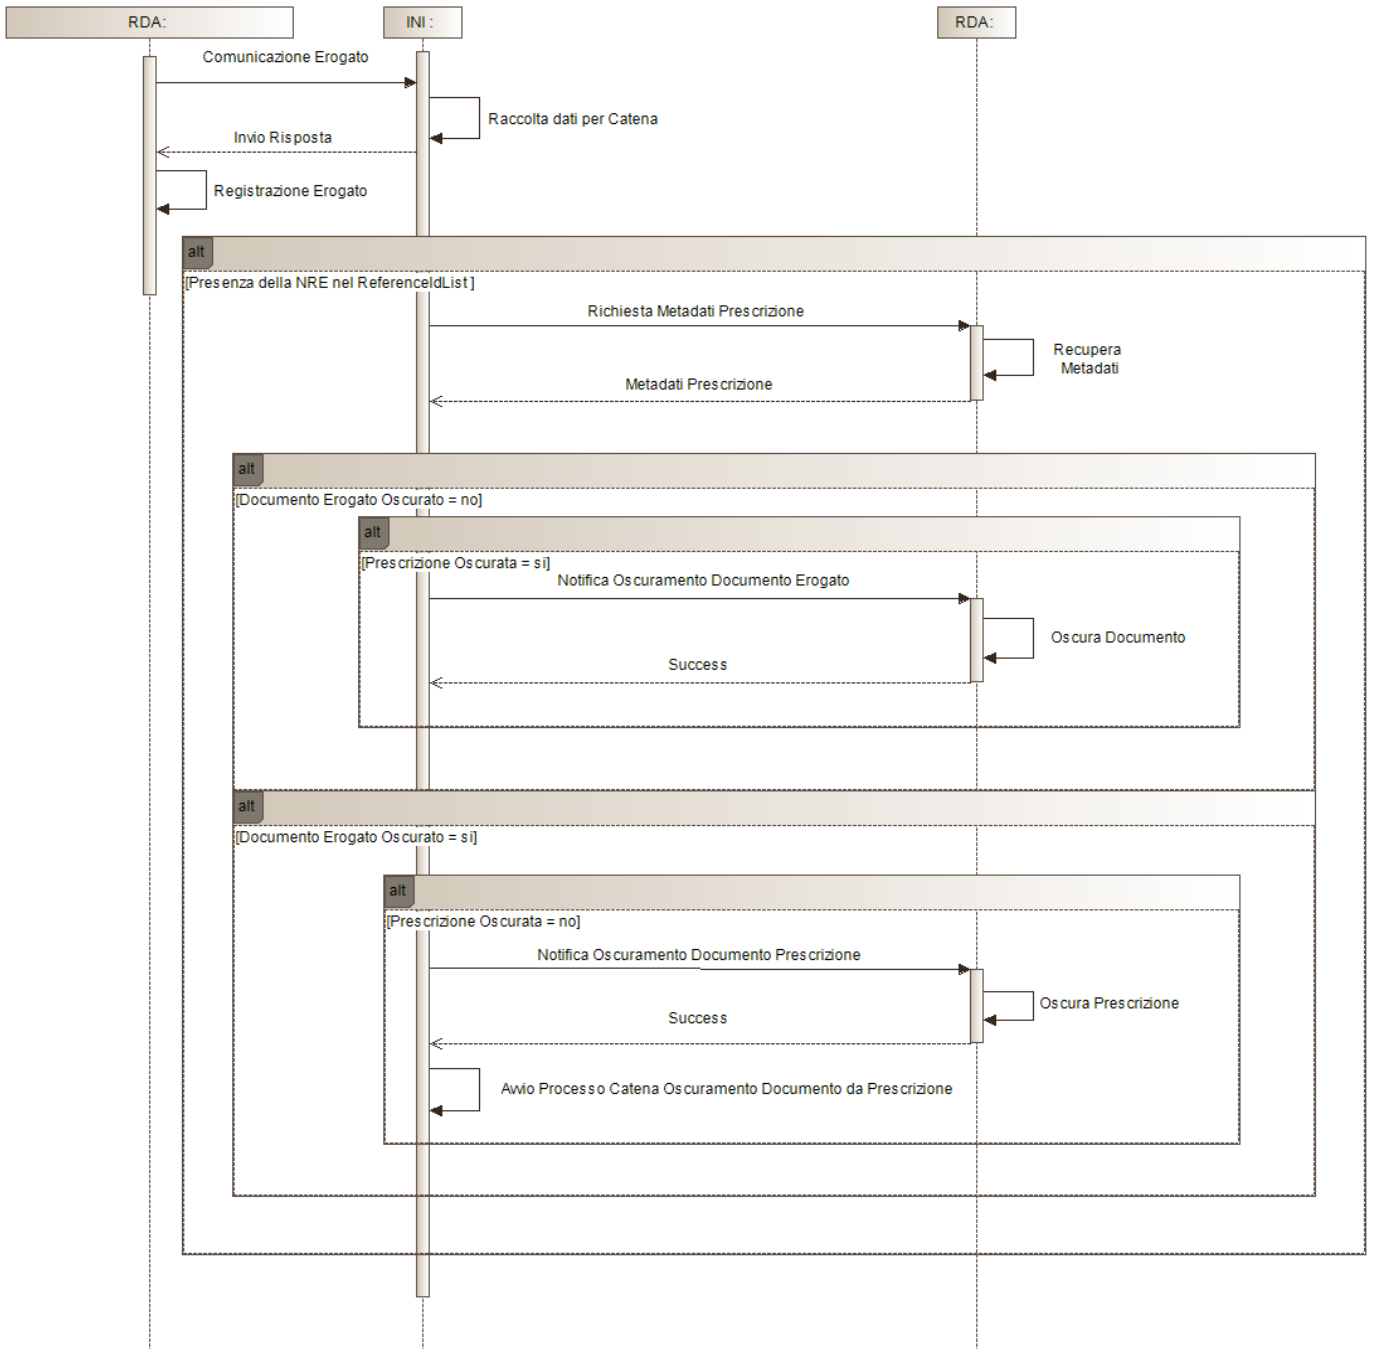 RDA:
INI :
RDA:
Comunicazione Erogato
Raccolta dati per Catena
Invio Risposta
Registrazione Erogato
alt
[Presenza della NRE nel ReferenceIdList ]
Richiesta Metadati Prescrizione
Recupera
Metadati
Metadati Prescrizione
alt
[Documento Erogato Oscurato = no]
alt
[Prescrizione Oscurata = si]
Notifica Oscuramento Documento Erogato
Oscura Documento
Success
alt
[Documento Erogato Oscurato = si]
alt
[Prescrizione Oscurata = no]
Notifica Oscuramento Documento Prescrizione
Oscura Prescrizione
Success
Avvio Processo Catena Oscuramento Documento da Prescrizione